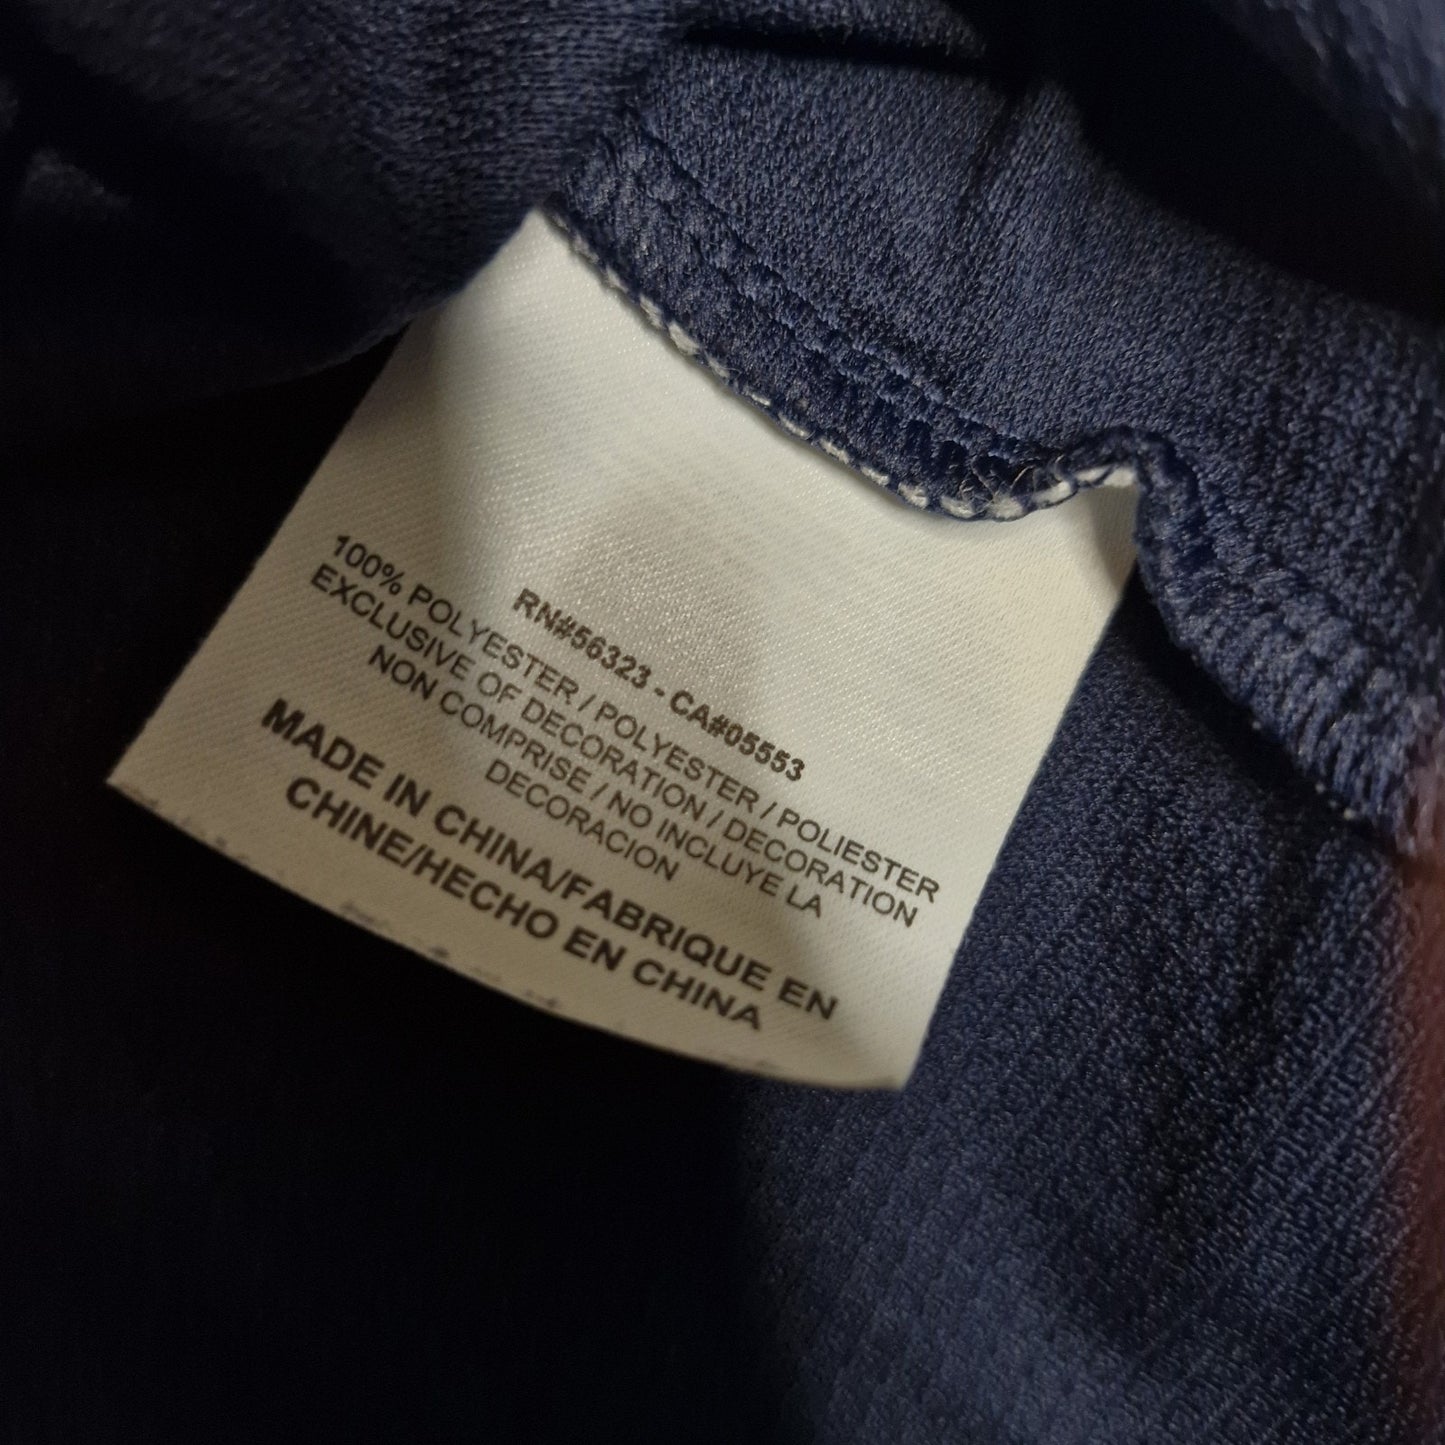 RN#56323 - CA#05553
100% POLYESTER / POLYESTER / POLIESTER
EXCLUSIVE OF DECORATION / DECORATION
NON COMPRISE / NO INCLUYE LA
DECORACION
MADE IN CHINA/FABRIQUE EN
CHINE/HECHO EN CHINA